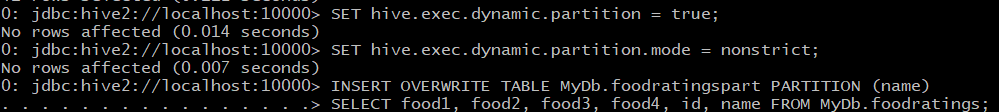 0: jdbc:hive2://localhost:10000> SET hive.exec.dynamic.partition = true;
No rows affected (0.014 seconds)
0: jdbc:hive2://localhost:10000> SET hive.exec.dynamic.partition.mode = nonstrict;
No rows affected (0.007 seconds)
0: jdbc:hive2://localhost:10000> INSERT OVERWRITE TABLE MyDb.foodratingspart PARTITION (name)
. . . . . . . . . . . . . . . .> SELECT food1, food2, food3, food4, id, name FROM MyDb.foodratings;